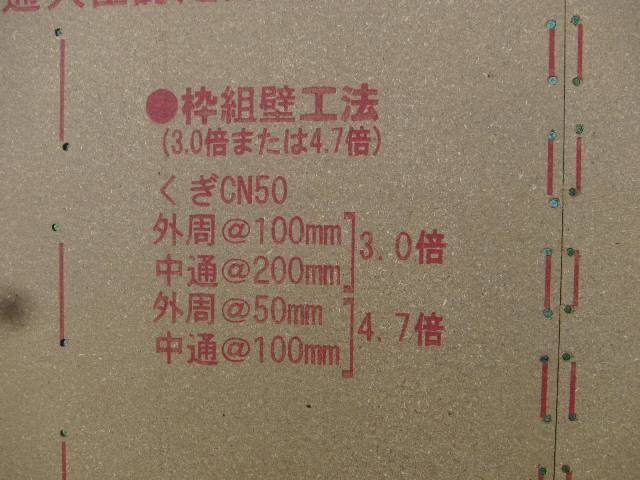 ●枠組壁工法
(3.0倍または4.7倍)
くぎCN50
外周@100mm
中通@200mm
3.0倍
外周@50mm
中通@100mm
4.7倍